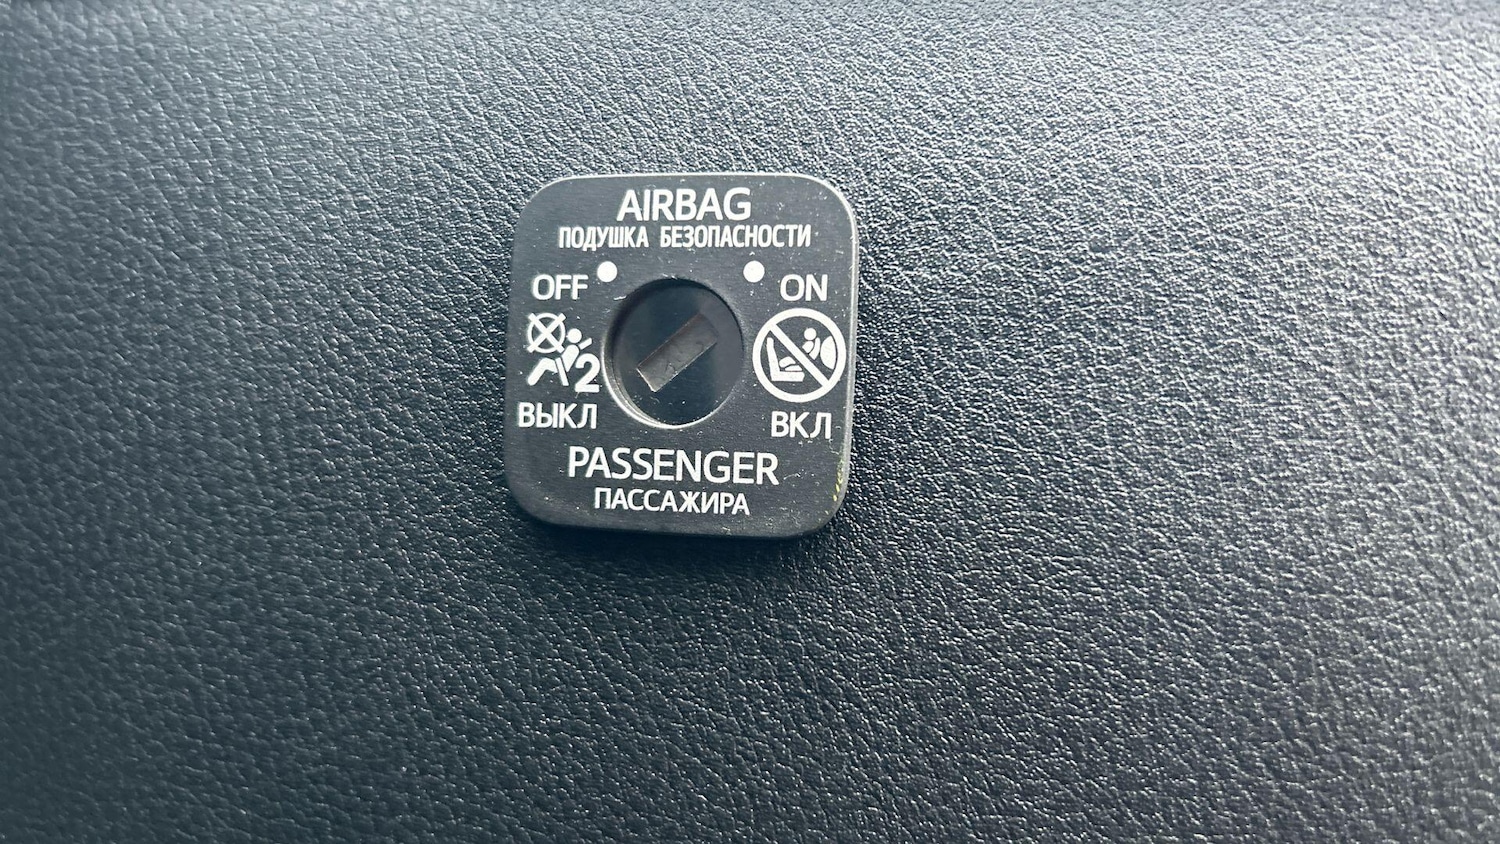 AIRBAG
ПОДУШКА БЕЗОПАСНОСТИ
OFF ON
2
ВЫКЛ ВКЛ
PASSENGER
ПАССАЖИРА